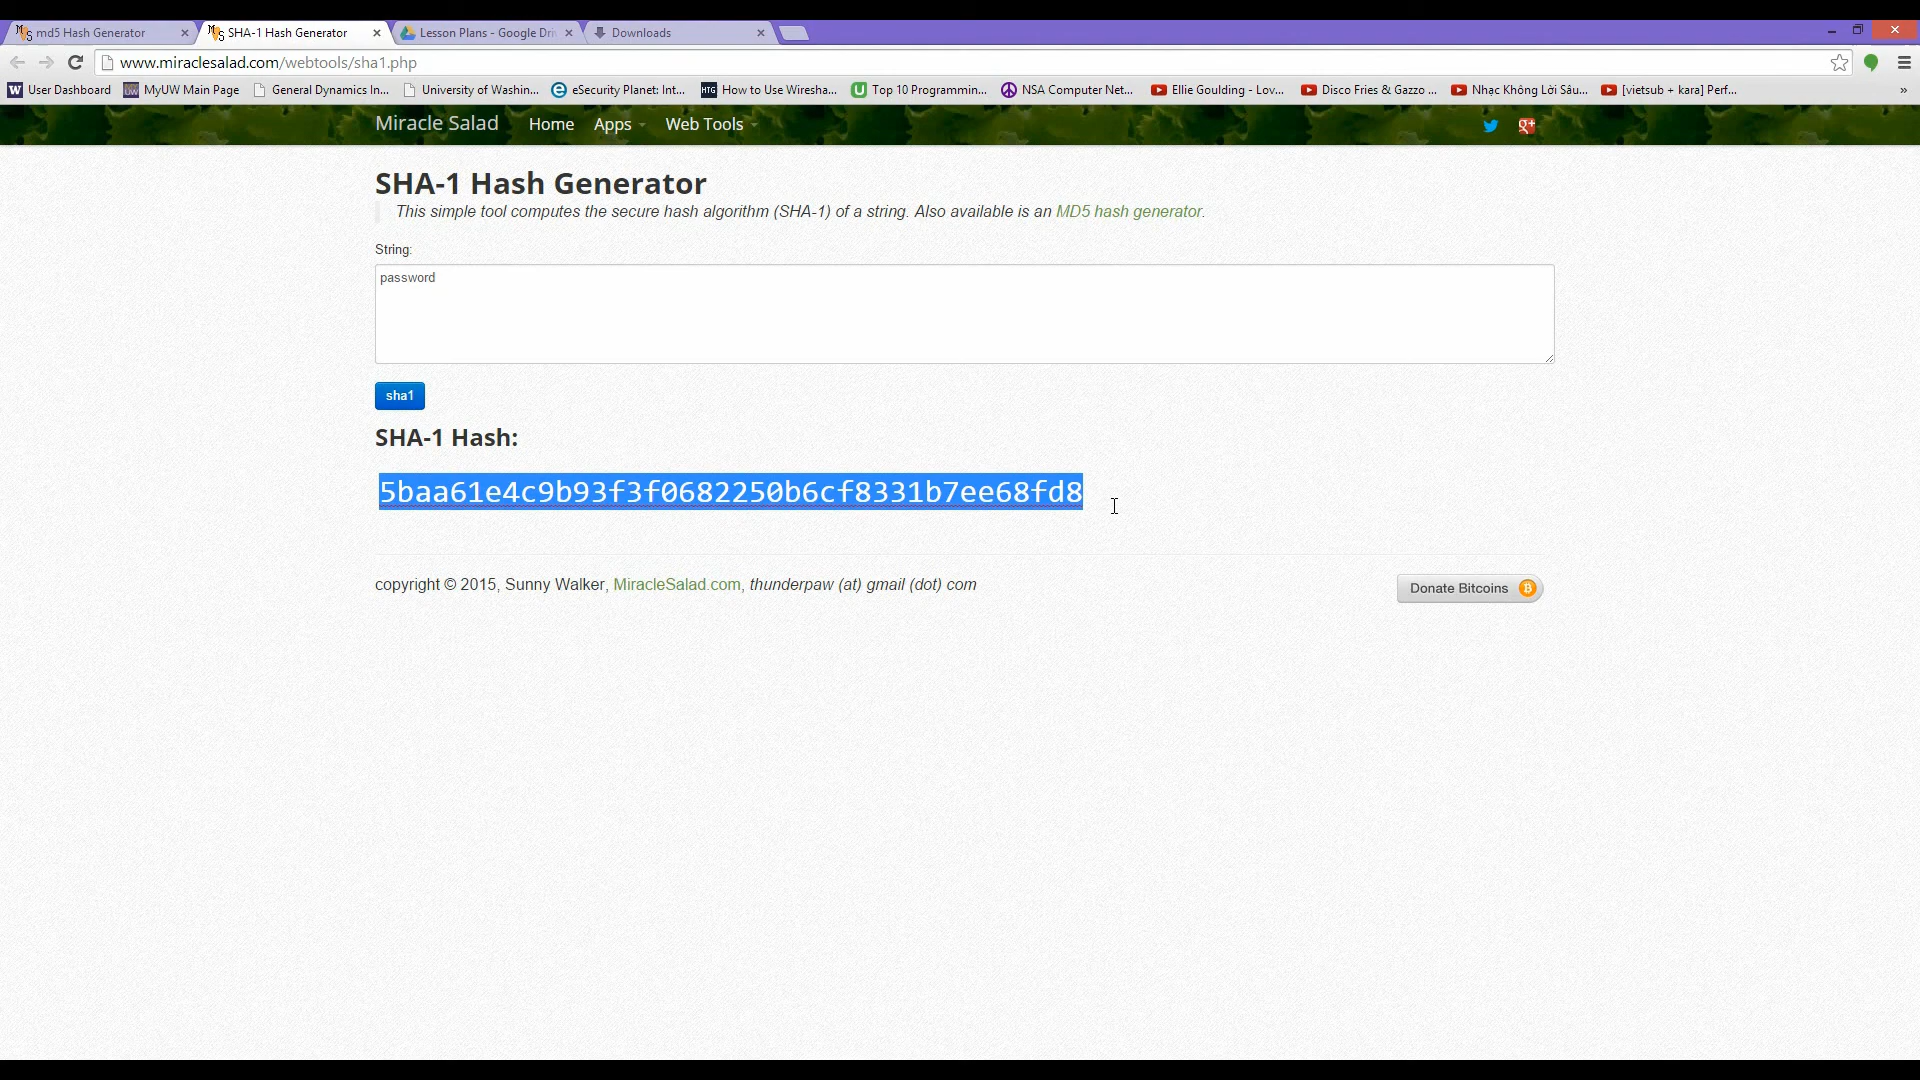 md5 Hash Generator
SHA-1 Hash Generator
Lesson Plans - Google Dri
Downloads
www.miraclesalad.com/webtools/sha1.php
User Dashboard
MyUW Main Page
General Dynamics In...
University of Washin...
eSecurity Planet: Int...
HTG How to Use Wiresha...
Top 10 Programmin...
NSA Computer Net...
Ellie Goulding - Lov...
Disco Fries & Gazzo ...
Nhạc Không Lời Sâu...
[vietsub + kara] Perf...
»
Miracle Salad
Home
Apps
Web Tools
SHA-1 Hash Generator
This simple tool computes the secure hash algorithm (SHA-1) of a string. Also available is an MD5 hash generator.
String:
password
sha1
SHA-1 Hash:
5baa61e4c9b93f3f0682250b6cf8331b7ee68fd8
copyright © 2015, Sunny Walker, MiracleSalad.com, thunderpaw (at) gmail (dot) com
Donate Bitcoins